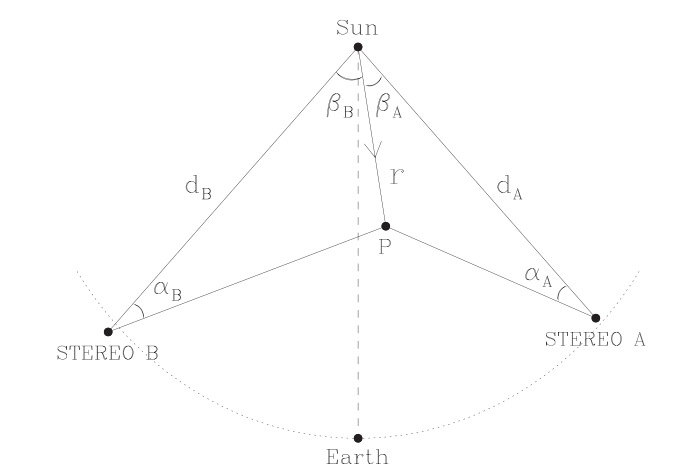 Sun
β_B
β_A
r
d_B
d_A
P
α_B
α_A
STEREO B
STEREO A
Earth